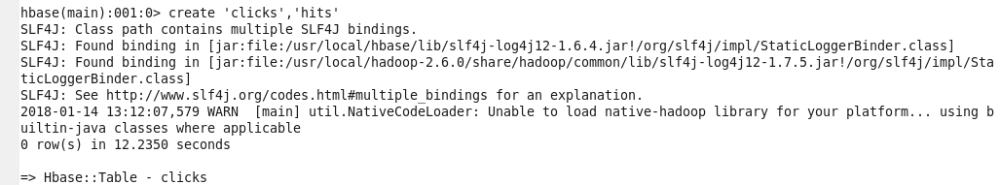 hbase(main):001:0> create 'clicks','hits'
SLF4J: Class path contains multiple SLF4J bindings.
SLF4J: Found binding in [jar:file:/usr/local/hbase/lib/slf4j-log4j12-1.6.4.jar!/org/slf4j/impl/StaticLoggerBinder.class]
SLF4J: Found binding in [jar:file:/usr/local/hadoop-2.6.0/share/hadoop/common/lib/slf4j-log4j12-1.7.5.jar!/org/slf4j/impl/Sta
ticLoggerBinder.class]
SLF4J: See http://www.slf4j.org/codes.html#multiple_bindings for an explanation.
2018-01-14 13:12:07,579 WARN  [main] util.NativeCodeLoader: Unable to load native-hadoop library for your platform... using b
uiltin-java classes where applicable
0 row(s) in 12.2350 seconds

=> Hbase::Table - clicks